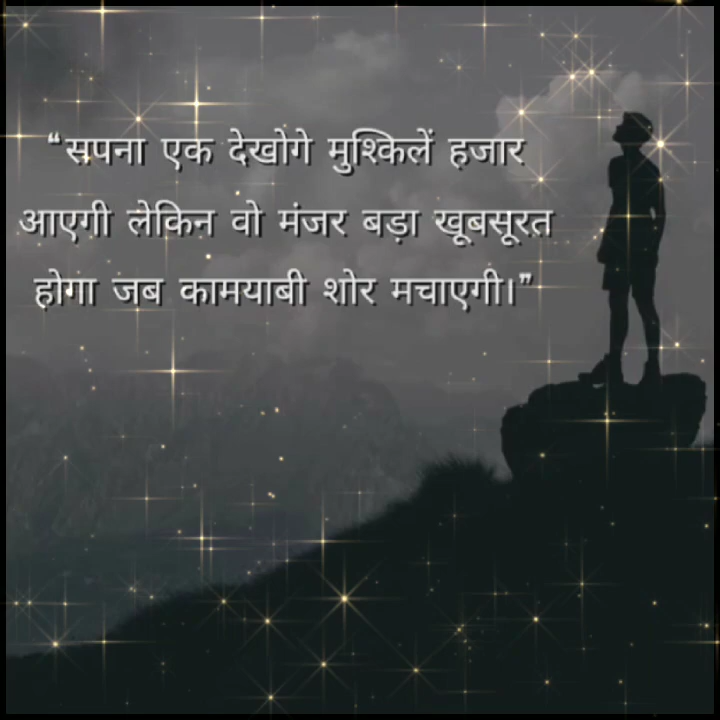 “सपना एक देखोगे मुश्किलें हजार
आएगी लेकिन वो मंजर बड़ा खूबसूरत
होगा जब कामयाबी शोर मचाएगी।”